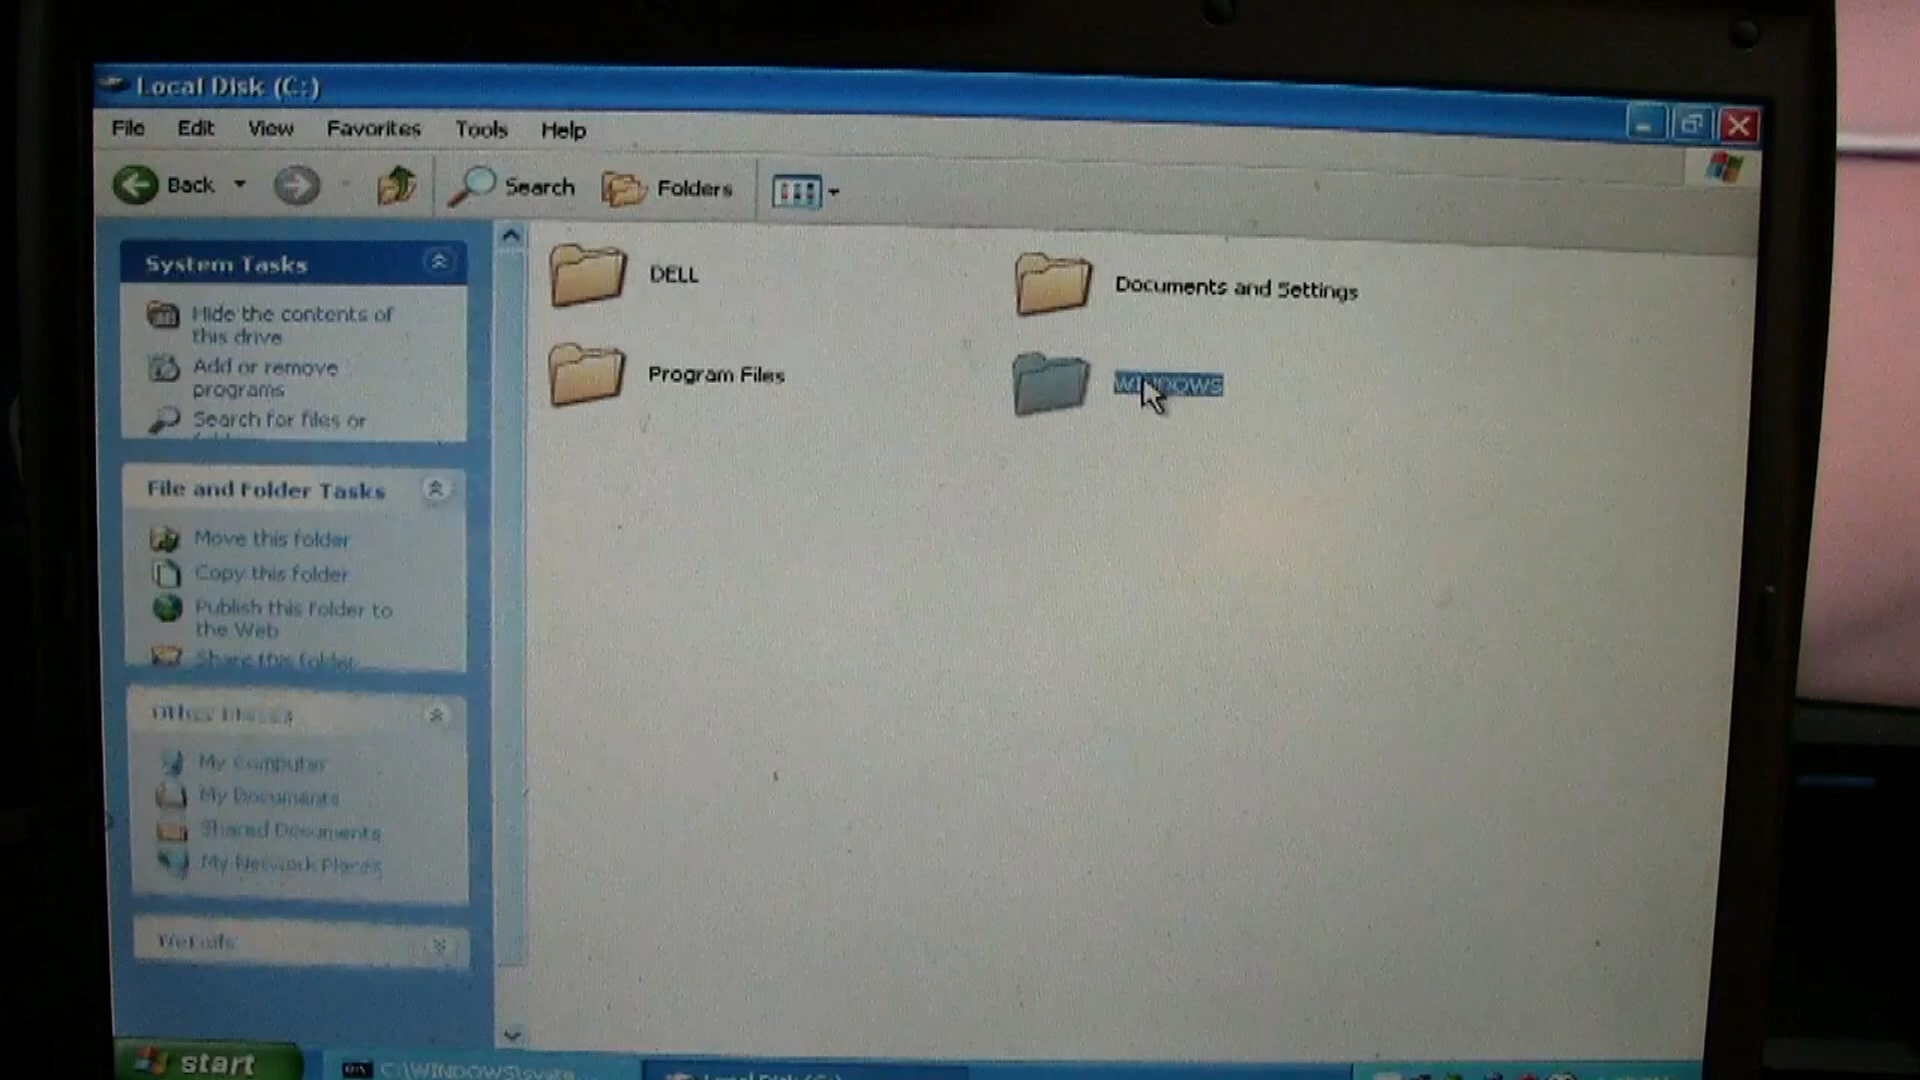 Local Disk (C:)
File Edit View Favorites Tools Help
Back Search Folders
System Tasks
Hide the contents of
this drive
Add or remove
programs
Search for files or
File and Folder Tasks
Move this folder
Copy this folder
Publish this folder to
the Web
Share this folder
Other Places
My Computer
My Documents
Shared Documents
My Network Places
Details
DELL
Documents and Settings
Program Files
WINDOWS
start
C:\WINDOWS\syste...
Local Disk (C:)